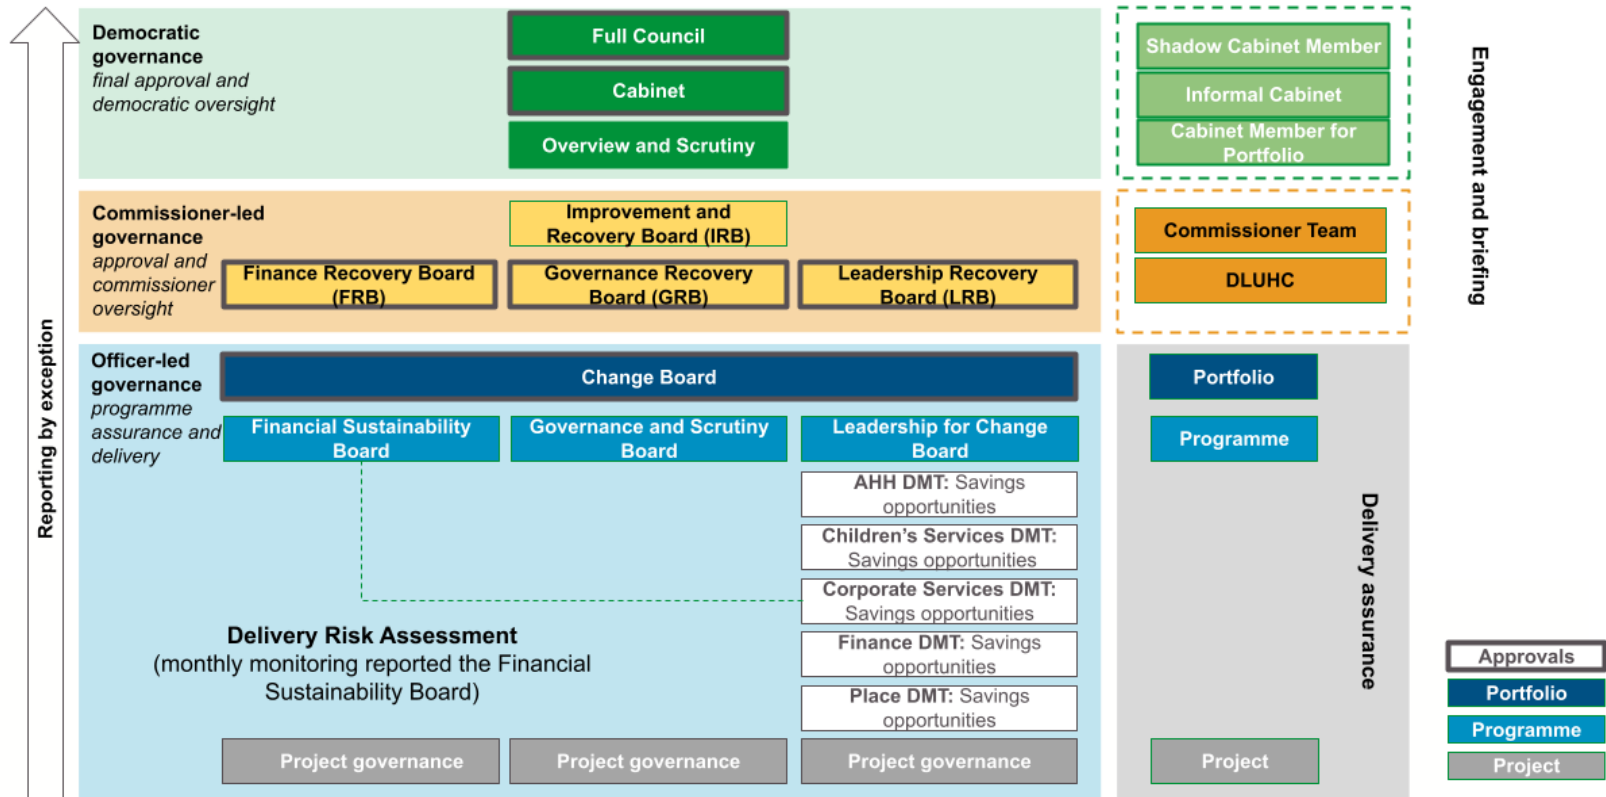 Reporting by exception
Democratic
governance
final approval and
democratic oversight
Full Council
Cabinet
Overview and Scrutiny
Shadow Cabinet Member
Informal Cabinet
Cabinet Member for
Portfolio
Engagement and briefing
Commissioner-led
governance
approval and
commissioner
oversight
Improvement and
Recovery Board (IRB)
Finance Recovery Board
(FRB)
Governance Recovery
Board (GRB)
Leadership Recovery
Board (LRB)
Commissioner Team
DLUHC
Officer-led
governance
programme
assurance and
delivery
Change Board
Financial Sustainability
Board
Governance and Scrutiny
Board
Leadership for Change
Board
AHH DMT: Savings
opportunities
Children's Services DMT:
Savings opportunities
Corporate Services DMT:
Savings opportunities
Finance DMT: Savings
opportunities
Place DMT: Savings
opportunities
Delivery Risk Assessment
(monthly monitoring reported the Financial
Sustainability Board)
Project governance
Project governance
Project governance
Portfolio
Programme
Project
Delivery assurance
Approvals
Portfolio
Programme
Project